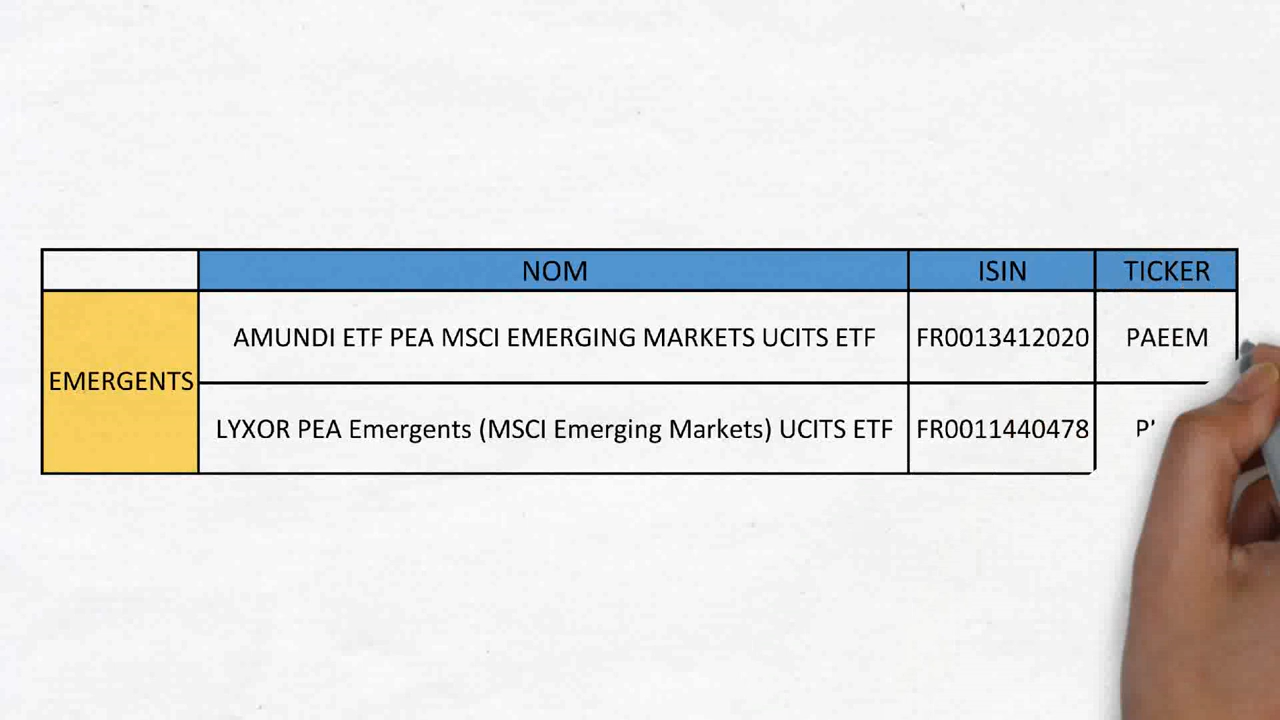 NOM ISIN TICKER
EMERGENTS
AMUNDI ETF PEA MSCI EMERGING MARKETS UCITS ETF FR0013412020 PAEEM
LYXOR PEA Emergents (MSCI Emerging Markets) UCITS ETF FR0011440478